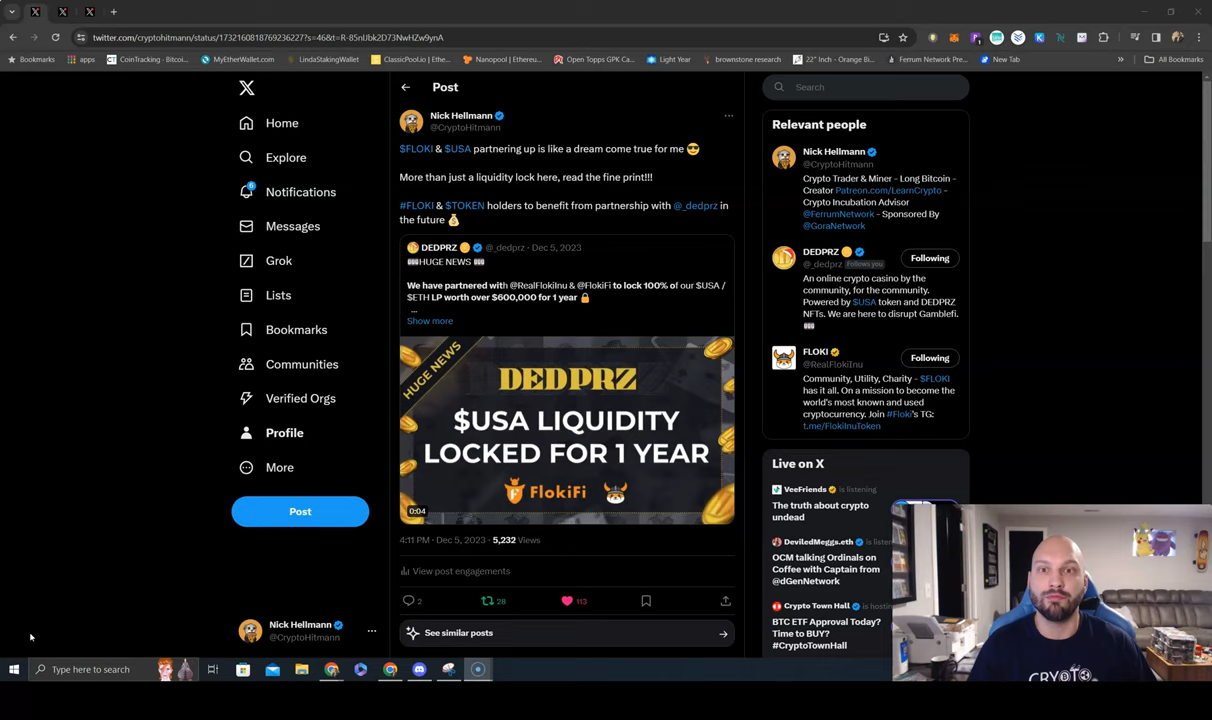 twitter.com/cryptohitmann/status/1732160818769236227?s=46&t=R-85nIJbk2D73NwHZw9ynA
Bookmarks
apps
CoinTracking · Bitcoi...
MyEtherWallet.com
LindaStakingWallet
ClassicPool.io | Ethe...
Nanopool | Ethereu...
Open Topps GPK Ca...
Light Year
brownstone research
22" Inch - Orange Bi...
Ferrum Network Pre...
New Tab
»
All Bookmarks
Home
Explore
Notifications
6
Messages
Grok
Lists
Bookmarks
Communities
Verified Orgs
Profile
More
Post
Nick Hellmann
@CryptoHitmann
Post
Nick Hellmann
@CryptoHitmann
$FLOKI & $USA partnering up is like a dream come true for me 😎
More than just a liquidity lock here, read the fine print!!!
#FLOKI & $TOKEN holders to benefit from partnership with @_dedprz in
the future 💰
DEDPRZ @_dedprz · Dec 5, 2023
🎰HUGE NEWS 🎰
We have partnered with @RealFlokiInu & @FlokiFi to lock 100% of our $USA /
$ETH LP worth over $600,000 for 1 year 🔒
...
Show more
HUGE NEWS
DEDPRZ
$USA LIQUIDITY
LOCKED FOR 1 YEAR
FlokiFi
0:04
4:11 PM · Dec 5, 2023 · 5,232 Views
View post engagements
2
28
113
See similar posts
Search
Relevant people
Nick Hellmann
@CryptoHitmann
Crypto Trader & Miner - Long Bitcoin -
Creator Patreon.com/LearnCrypto -
Crypto Incubation Advisor
@FerrumNetwork - Sponsored By
@GoraNetwork
DEDPRZ
@_dedprz Follows you
Following
An online crypto casino by the
community, for the community.
Powered by $USA token and DEDPRZ
NFTs. We are here to disrupt Gamblefi.
🎰
FLOKI
@RealFlokiInu
Following
Community, Utility, Charity - $FLOKI
has it all. On a mission to become the
world's most known and used
cryptocurrency. Join #Floki's TG:
t.me/FlokiInuToken
Live on X
VeeFriends is listening
The truth about crypto
undead
DeviledMeggs.eth is listen
OCM talking Ordinals on
Coffee with Captain from
@dGenNetwork
Crypto Town Hall is hosting
BTC ETF Approval Today?
Time to BUY?
#CryptoTownHall
Type here to search